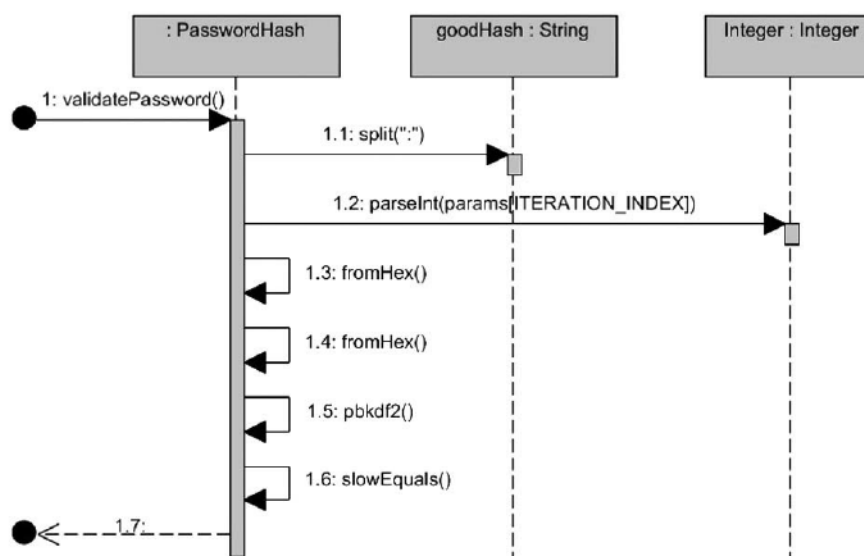 : PasswordHash
goodHash : String
Integer : Integer
1: validatePassword()
1.1: split(":")
1.2: parseInt(params[ITERATION_INDEX])
1.3: fromHex()
1.4: fromHex()
1.5: pbkdf2()
1.6: slowEquals()
1.7: